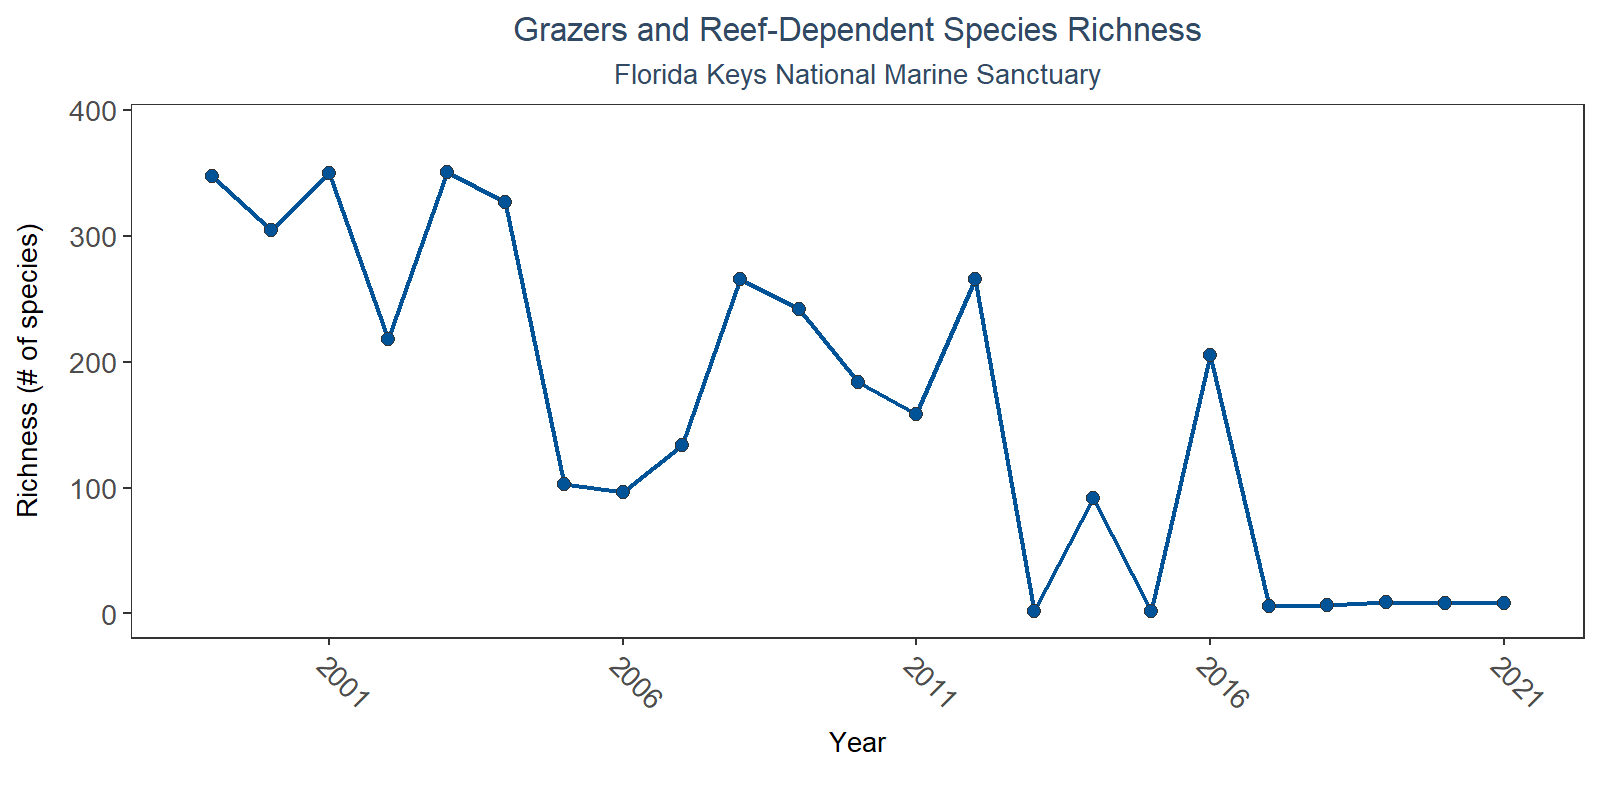 Grazers and Reef-Dependent Species Richness
Florida Keys National Marine Sanctuary
Richness (# of species)
400
300
200
100
0
2001
2006
2011
2016
2021
Year